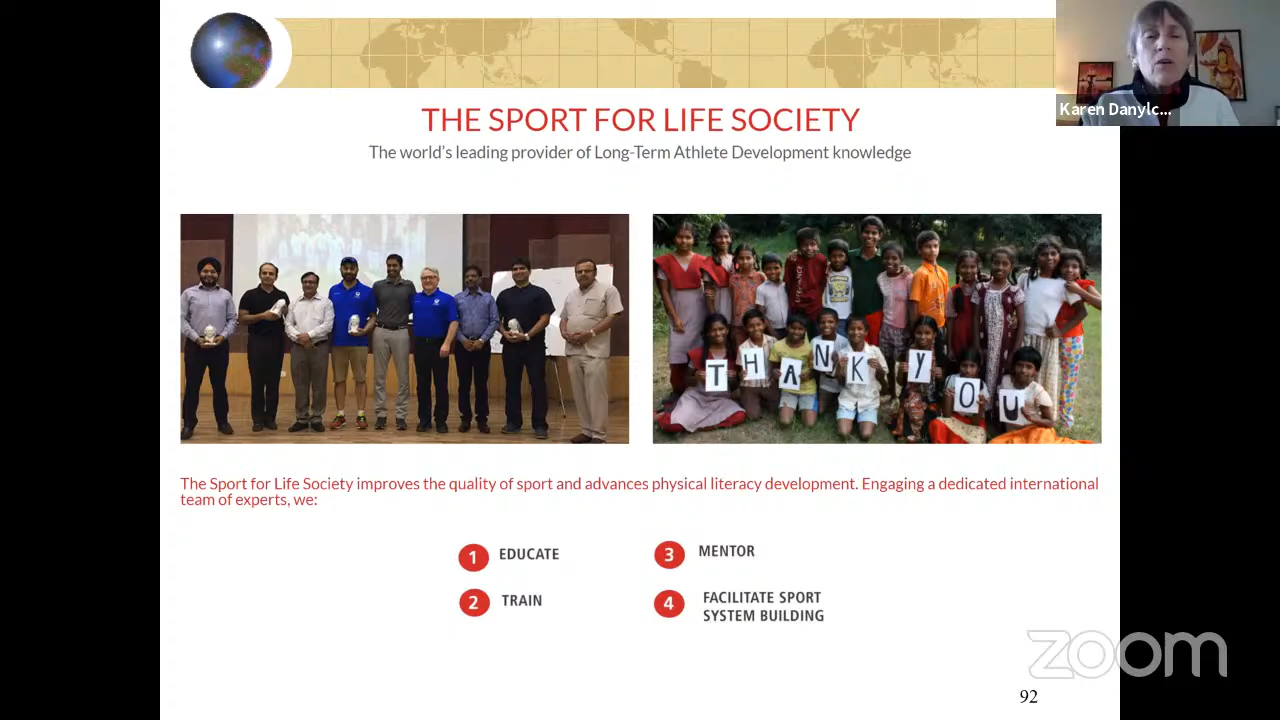 Karen Danylc...
THE SPORT FOR LIFE SOCIETY
The world's leading provider of Long-Term Athlete Development knowledge
T H A N K Y O U
The Sport for Life Society improves the quality of sport and advances physical literacy development. Engaging a dedicated international
team of experts, we:
1 EDUCATE
2 TRAIN
3 MENTOR
4 FACILITATE SPORT
SYSTEM BUILDING
zoom
92